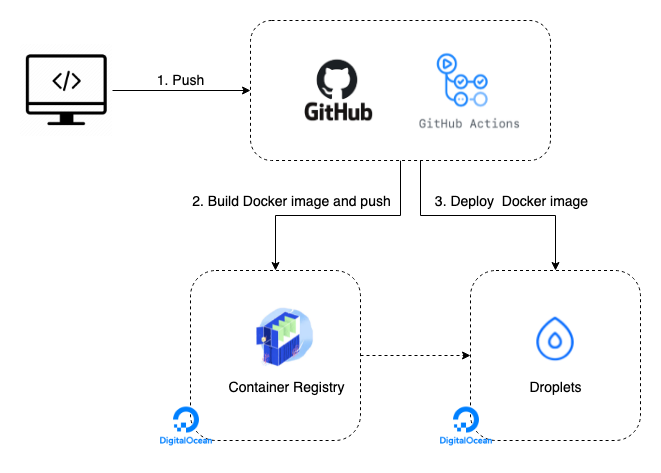 </>
1. Push
GitHub
GitHub Actions
2. Build Docker image and push
3. Deploy Docker image
Container Registry
Droplets
DigitalOcean
DigitalOcean